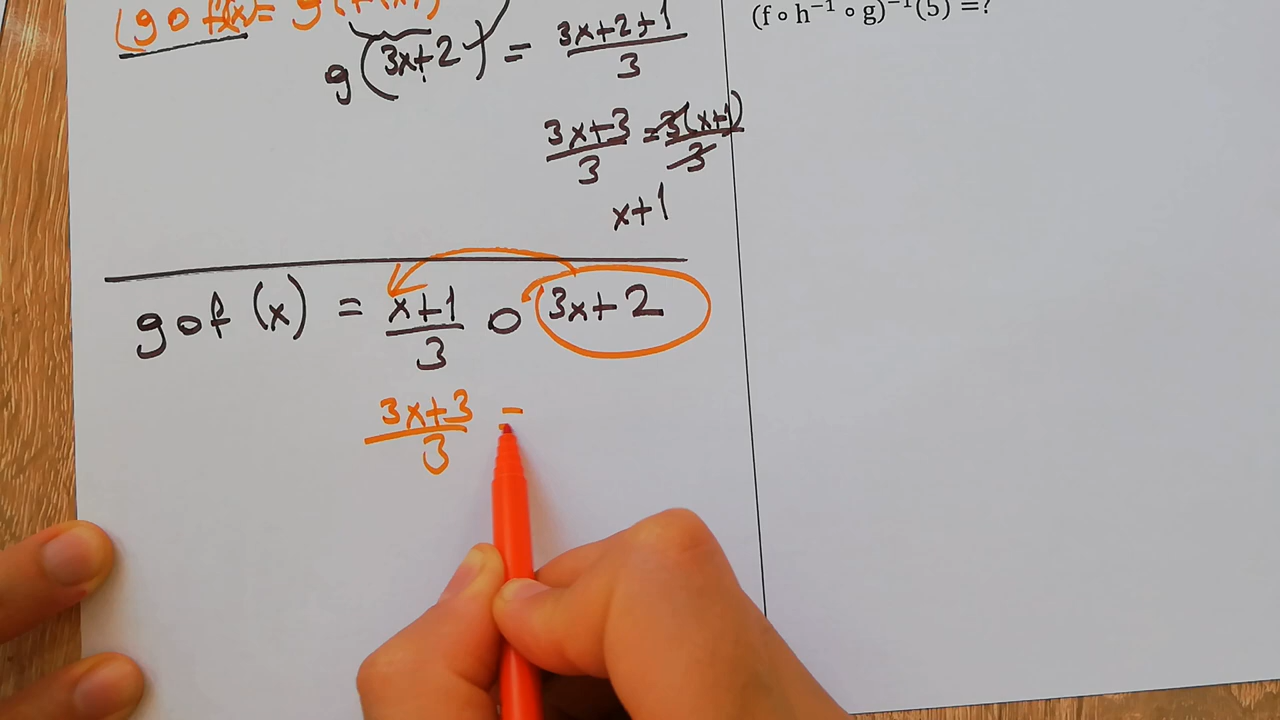 (g o f(x) = g(f(x))
g(3x+2) = 3x+2+1/3
3x+3/3 = 3(x+1)/3
x+1
gof (x) = x+1/3 o 3x+2
3x+3/3 =
(f ∘ h⁻¹ ∘ g)⁻¹(5) =?